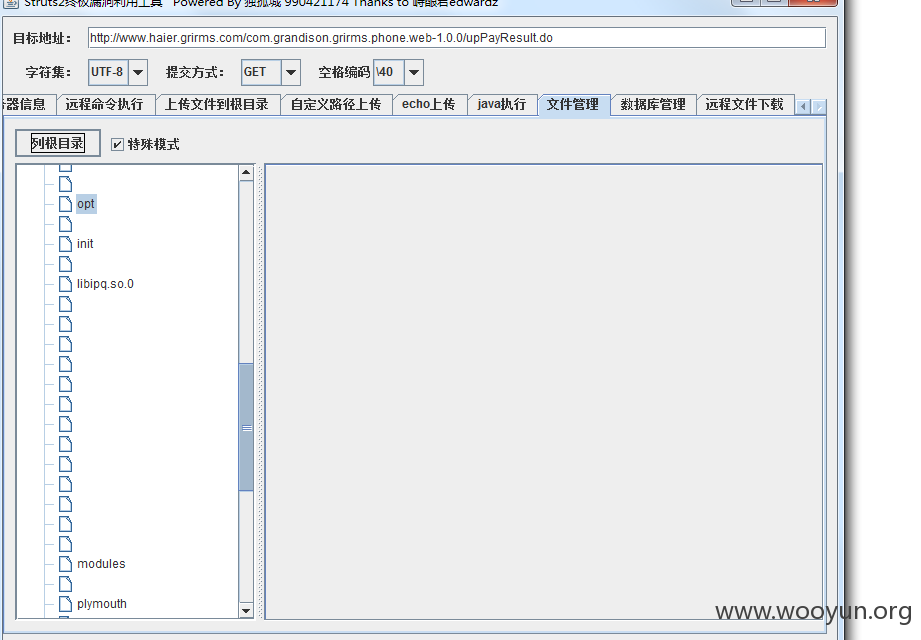 Struts2终极漏洞利用工具 Powered By 独孤城 990421174 Thanks to 峙眼君edwardz
目标地址： http://www.haier.grirms.com/com.grandison.grirms.phone.web-1.0.0/upPayResult.do
字符集： UTF-8 提交方式： GET 空格编码 \40
务器信息 远程命令执行 上传文件到根目录 自定义路径上传 echo上传 java执行 文件管理 数据库管理 远程文件下载
列根目录 特殊模式
opt
init
libipq.so.0
modules
plymouth
www.wooyun.org